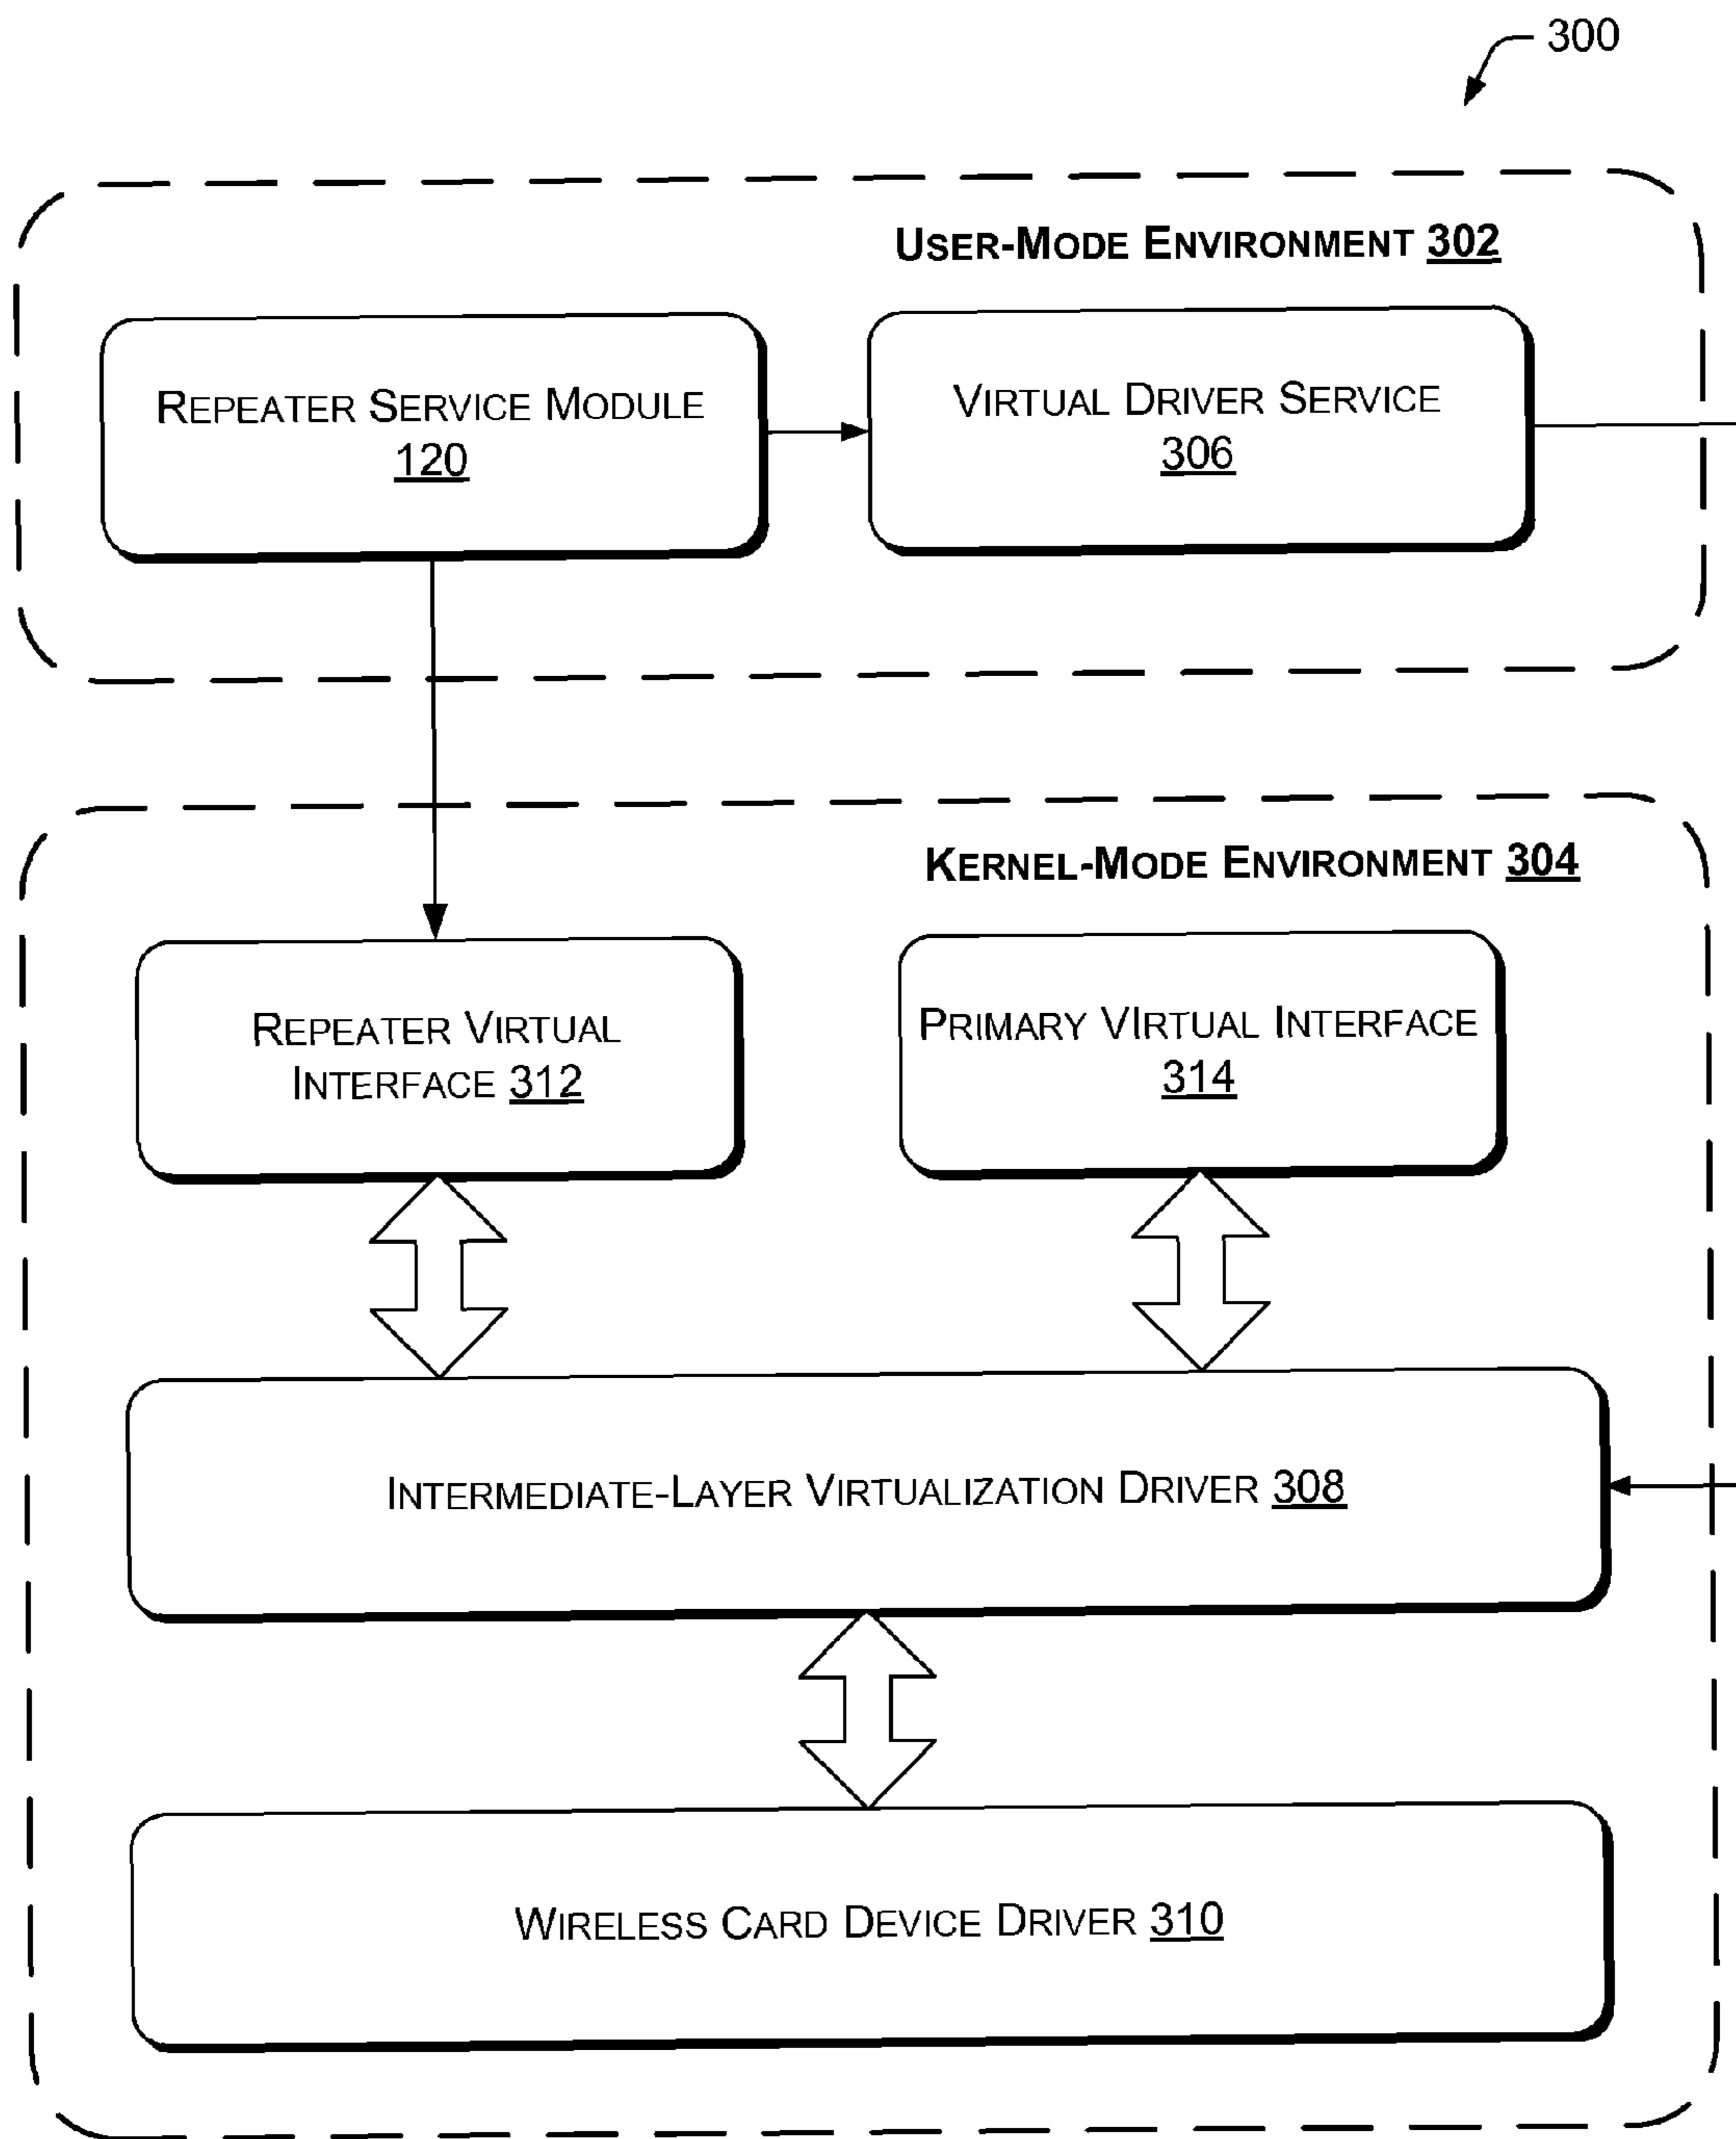 300
USER-MODE ENVIRONMENT 302
REPEATER SERVICE MODULE
120
VIRTUAL DRIVER SERVICE
306
KERNEL-MODE ENVIRONMENT 304
REPEATER VIRTUAL
INTERFACE 312
PRIMARY VIRTUAL INTERFACE
314
INTERMEDIATE-LAYER VIRTUALIZATION DRIVER 308
WIRELESS CARD DEVICE DRIVER 310